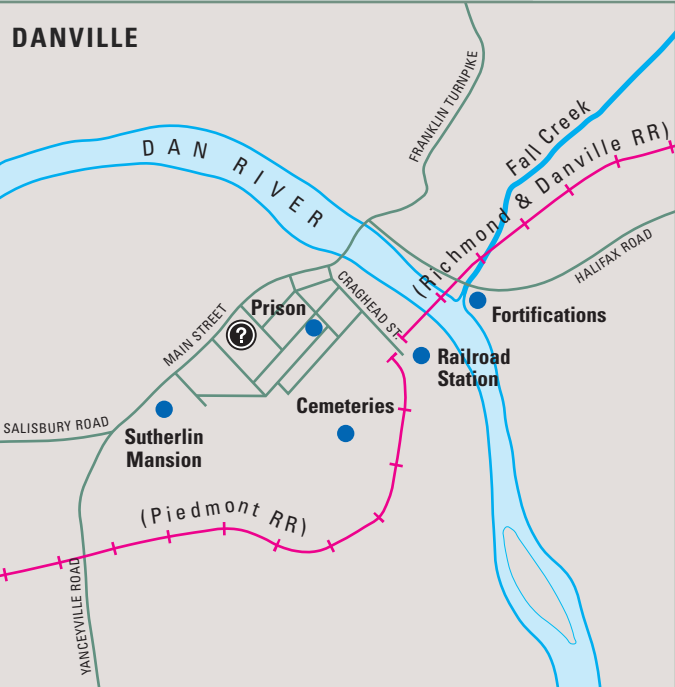 DANVILLE
FRANKLIN TURNPIKE
Fall Creek
DAN RIVER
(Richmond & Danville RR)
HALIFAX ROAD
CRAGHEAD ST.
Prison
MAIN STREET
?
Fortifications
Railroad
Station
Cemeteries
SALISBURY ROAD
Sutherlin
Mansion
(Piedmont RR)
YANCEYVILLE ROAD